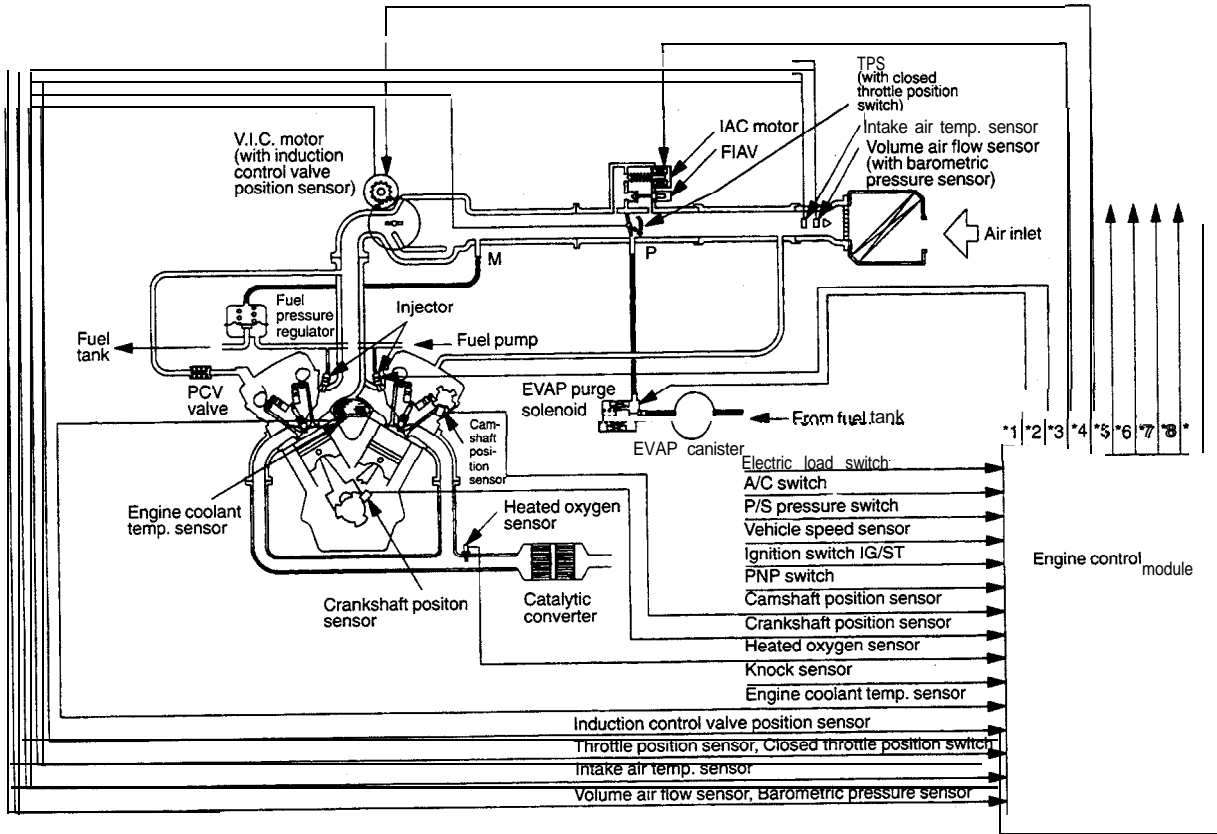 TPS
(with closed
throttle position
switch)
IAC motor
FIAV
Intake air temp. sensor
Volume air flow sensor
(with barometric
pressure sensor)
V.I.C. motor
(with induction
control valve
position sensor)
Air inlet
M
P
Fuel
pressure
regulator
Injector
Fuel
tank
Fuel pump
PCV
valve
EVAP purge
solenoid
From fuel tank
EVAP canister
Cam-
shaft
posi-
tion
sensor
Engine coolant
temp. sensor
Heated oxygen
sensor
Crankshaft positon
sensor
Catalytic
converter
*1 *2 *3 *4 *5 *6 *7 *8 *
Electric load switch
A/C switch
P/S pressure switch
Vehicle speed sensor
Ignition switch IG/ST
PNP switch
Camshaft position sensor
Crankshaft position sensor
Heated oxygen sensor
Knock sensor
Engine coolant temp. sensor
Induction control valve position sensor
Throttle position sensor, Closed throttle position switch
Intake air temp. sensor
Volume air flow sensor, Barometric pressure sensor
Engine control module